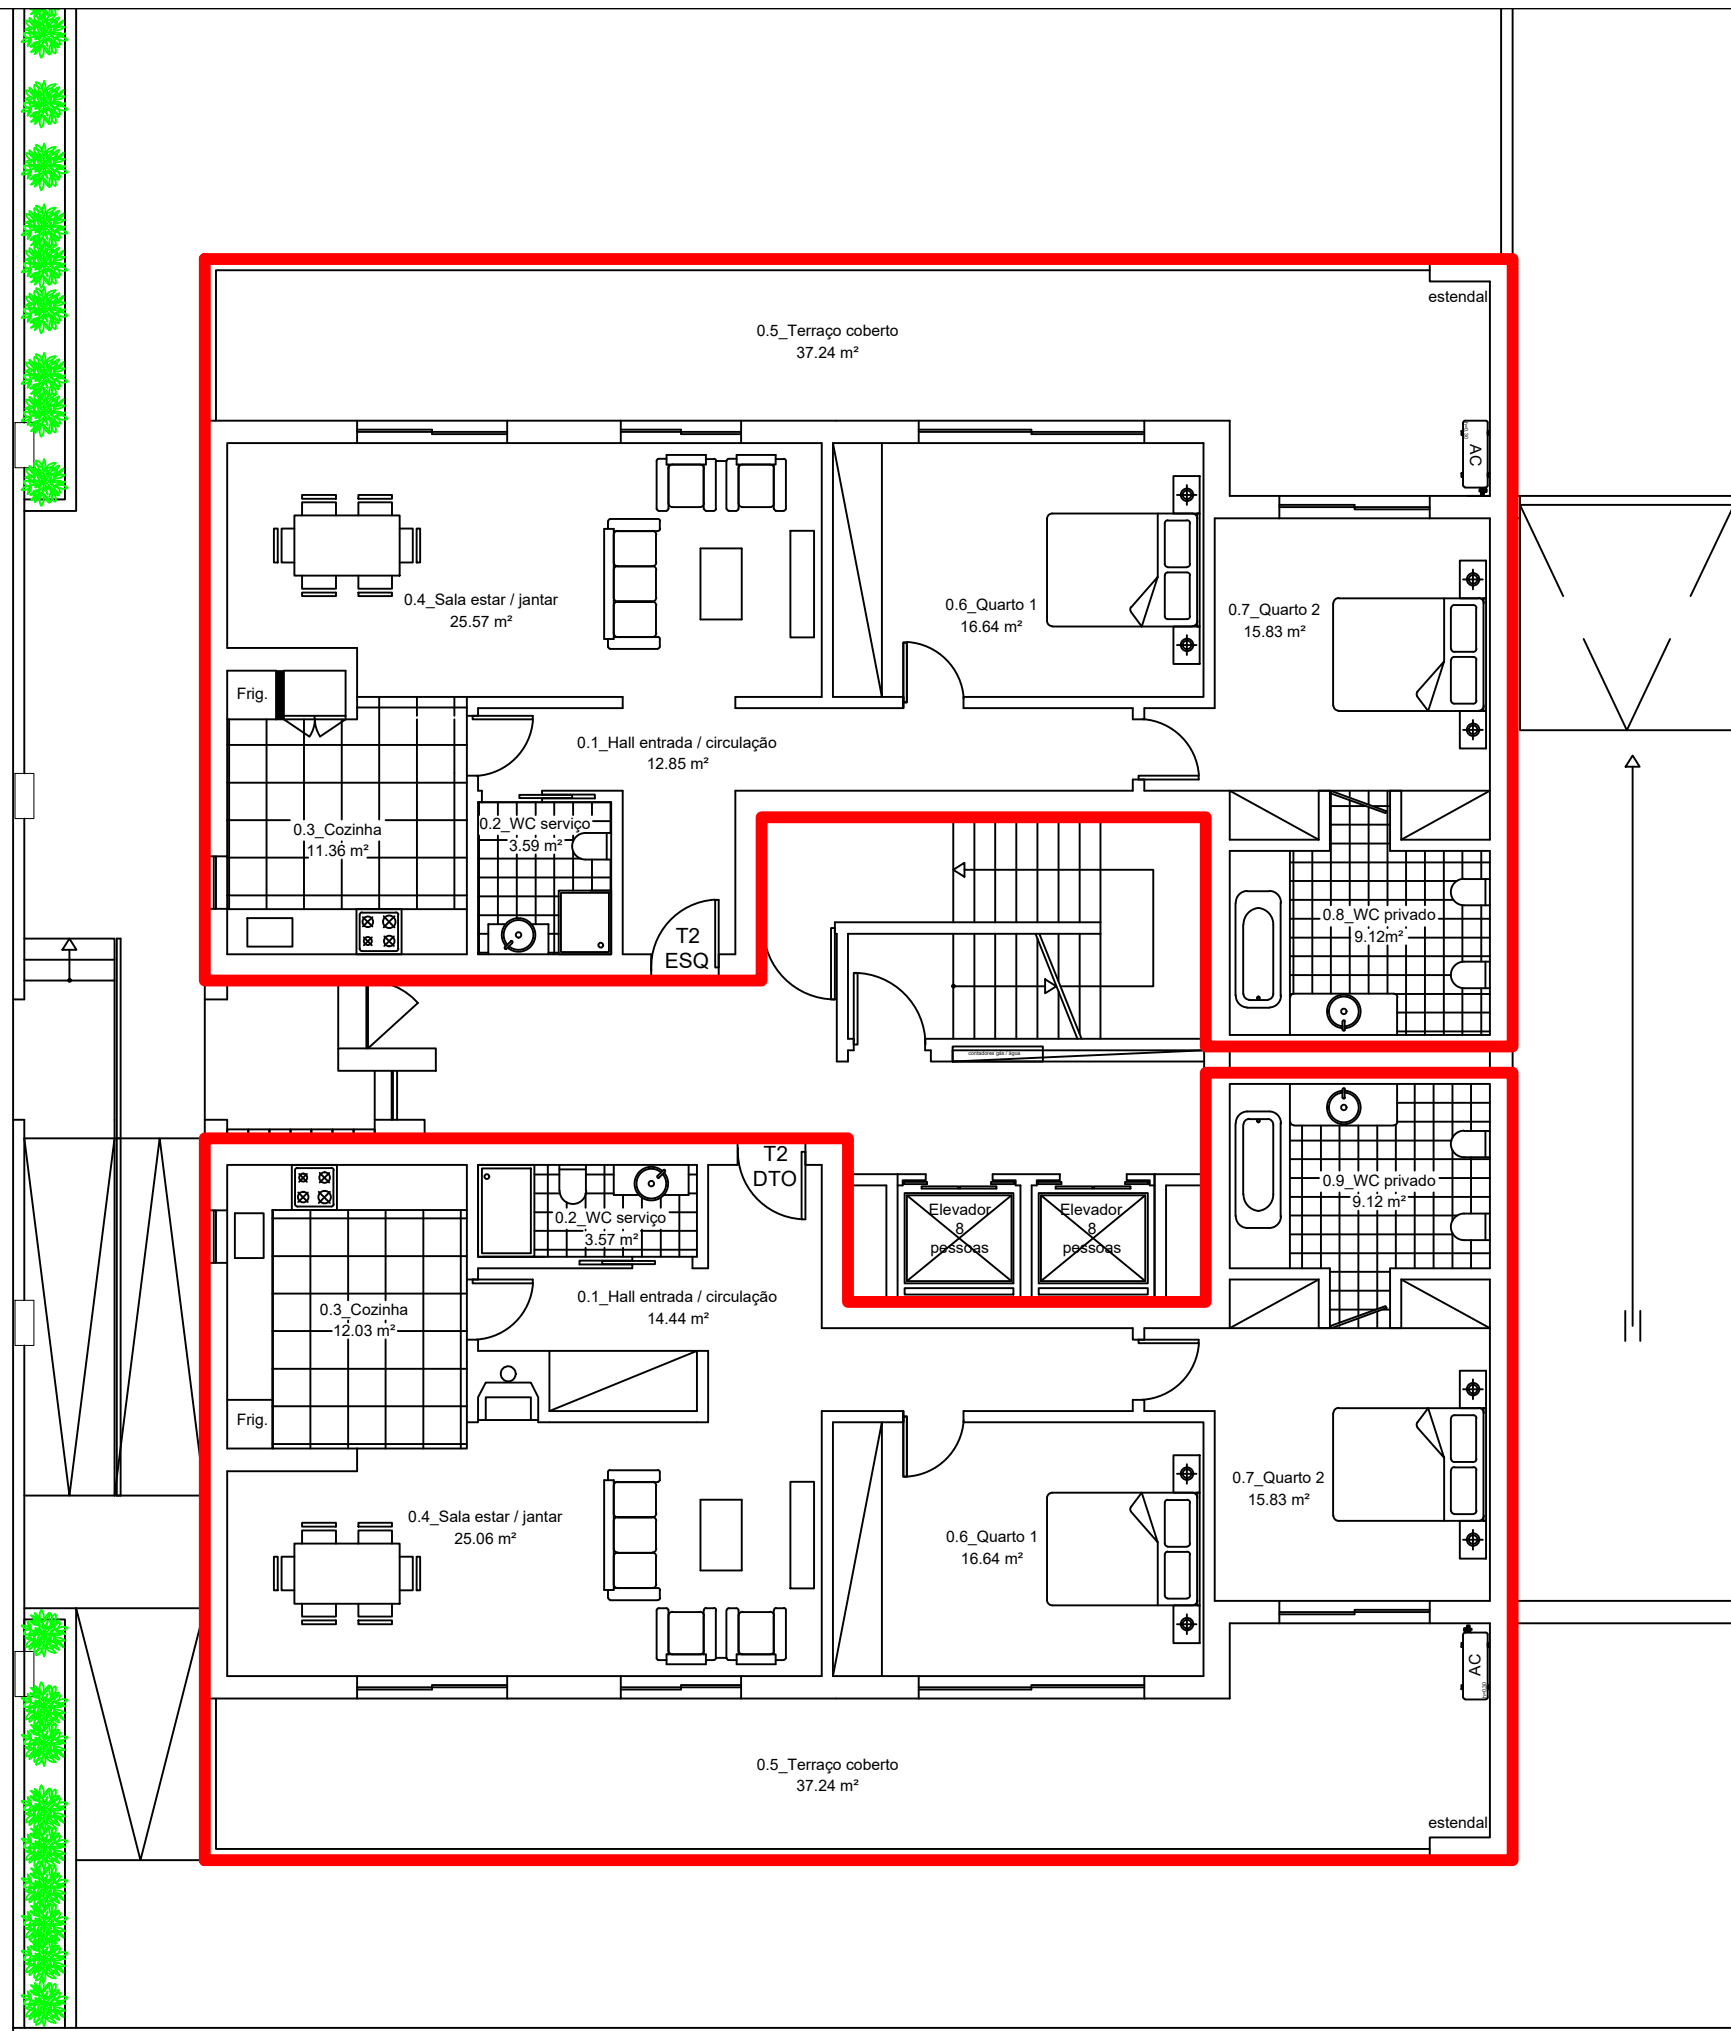 estendal
0.5_Terraço coberto
37.24 m²
AC
0.4_Sala estar / jantar
25.57 m²
0.6_Quarto 1
16.64 m²
0.7_Quarto 2
15.83 m²
Frig.
0.1_Hall entrada / circulação
12.85 m²
0.3_Cozinha
11.36 m²
0.2_WC serviço
3.59 m²
0.8_WC privado
9.12m²
T2
ESQ
contadores gás / água
T2
DTO
0.9_WC privado
9.12 m²
Elevador
8
pessoas
Elevador
8
pessoas
0.2_WC serviço
3.57 m²
0.1_Hall entrada / circulação
14.44 m²
0.3_Cozinha
12.03 m²
Frig.
0.7_Quarto 2
15.83 m²
0.4_Sala estar / jantar
25.06 m²
0.6_Quarto 1
16.64 m²
AC
0.5_Terraço coberto
37.24 m²
estendal